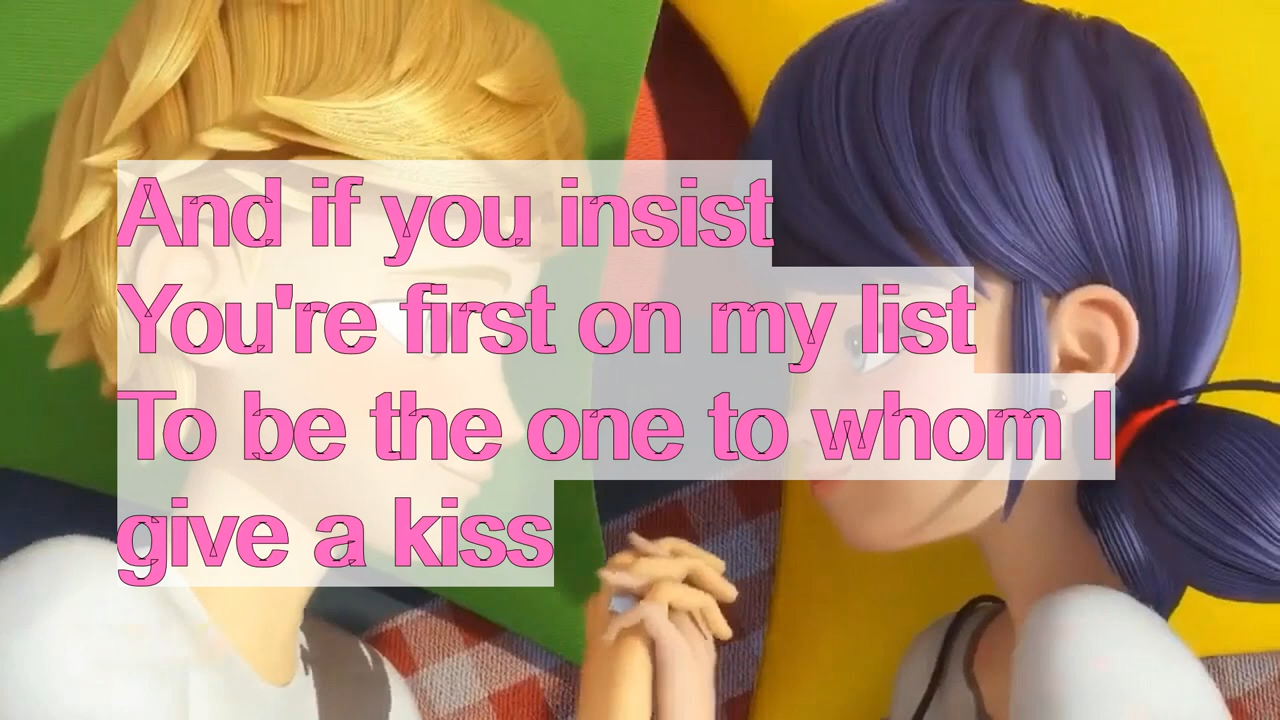 And if you insist
You're first on my list
To be the one to whom I
give a kiss